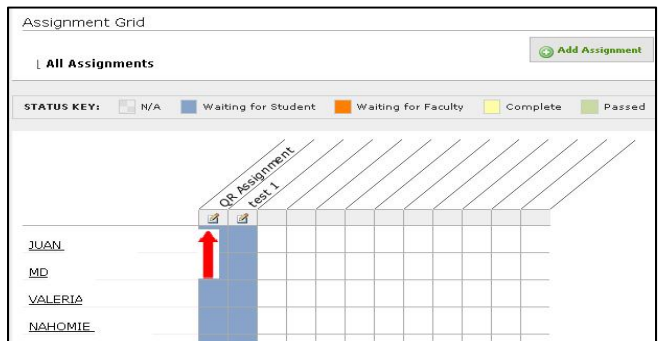 Assignment Grid
Add Assignment
All Assignments
STATUS KEY: N/A Waiting for Student Waiting for Faculty Complete Passed
QR Assignment
test 1
JUAN
MD
VALERIA
NAHOMIE